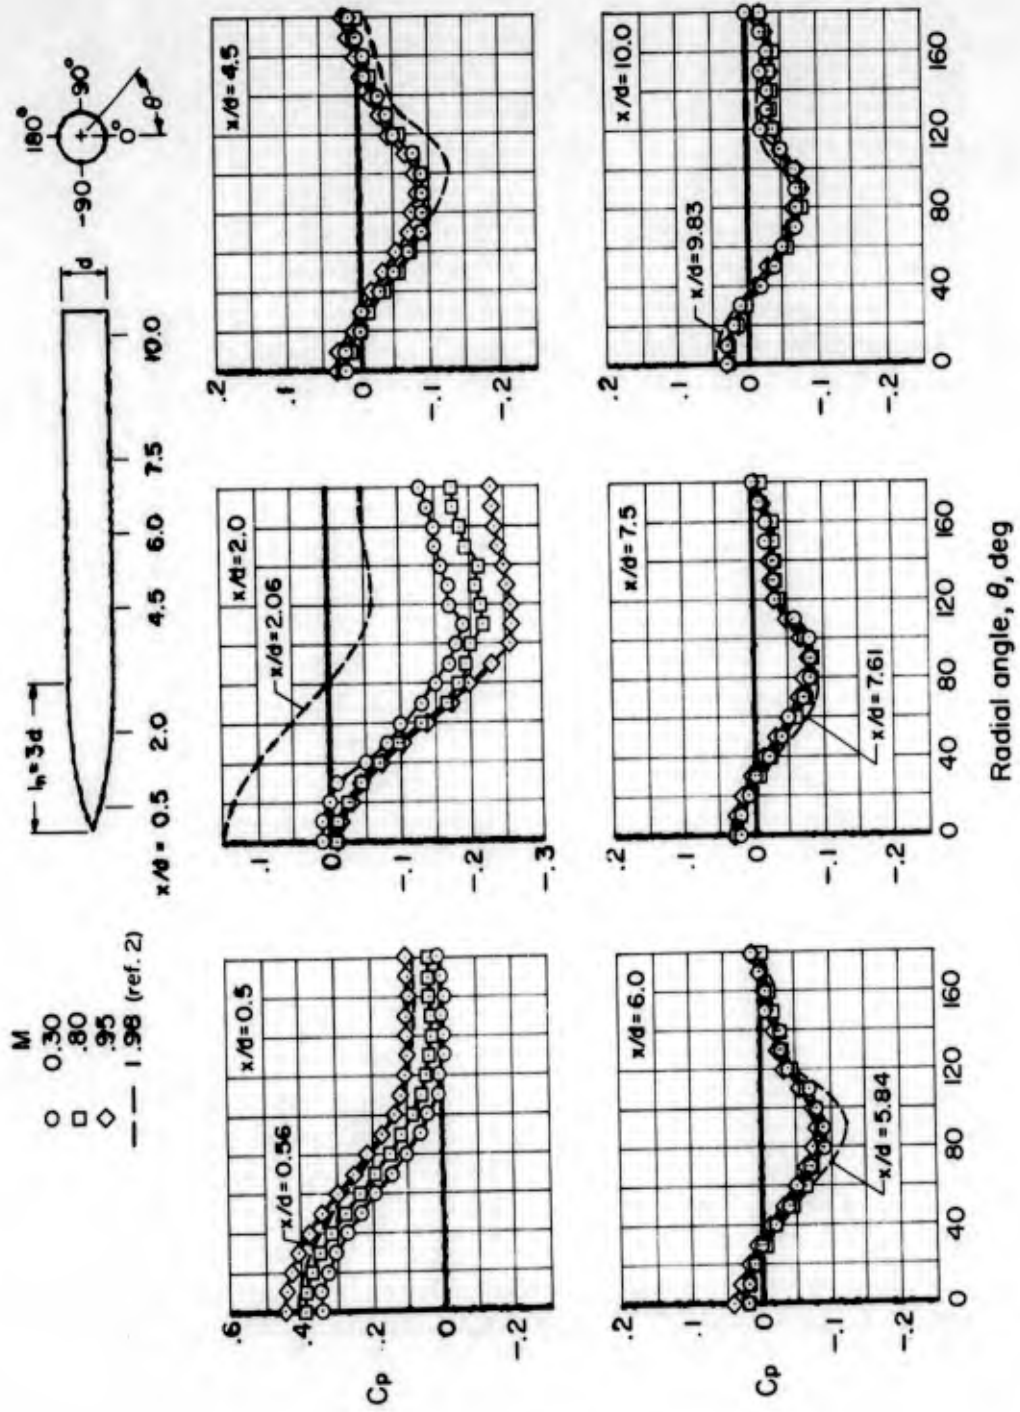 M
○ 0.30
□ .80
◇ .95
— — 1.98 (ref. 2)
lₙ = 3d
d
x/d = 0.5 2.0 4.5 6.0 7.5 10.0
180°
-90 90°
0°
θ
Cp
.6
.4
.2
0
-.2
x/d = 0.5
x/d = 0.56
.1
0
-.1
-.2
-.3
x/d = 2.0
x/d = 2.06
.2
.1
0
-.1
-.2
x/d = 4.5
Cp
.2
.1
0
-.1
-.2
x/d = 6.0
x/d = 5.84
0 40 80 120 160
.2
.1
0
-.1
-.2
x/d = 7.5
x/d = 7.61
0 40 80 120 160
.2
.1
0
-.1
-.2
x/d = 10.0
x/d = 9.83
0 40 80 120 160
Radial angle, θ, deg